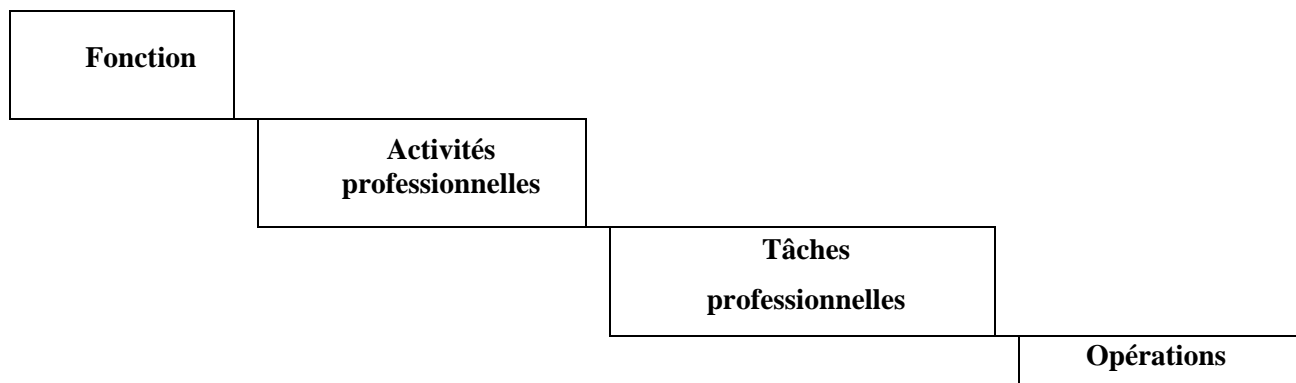 Fonction
Activités
professionnelles
Tâches
professionnelles
Opérations